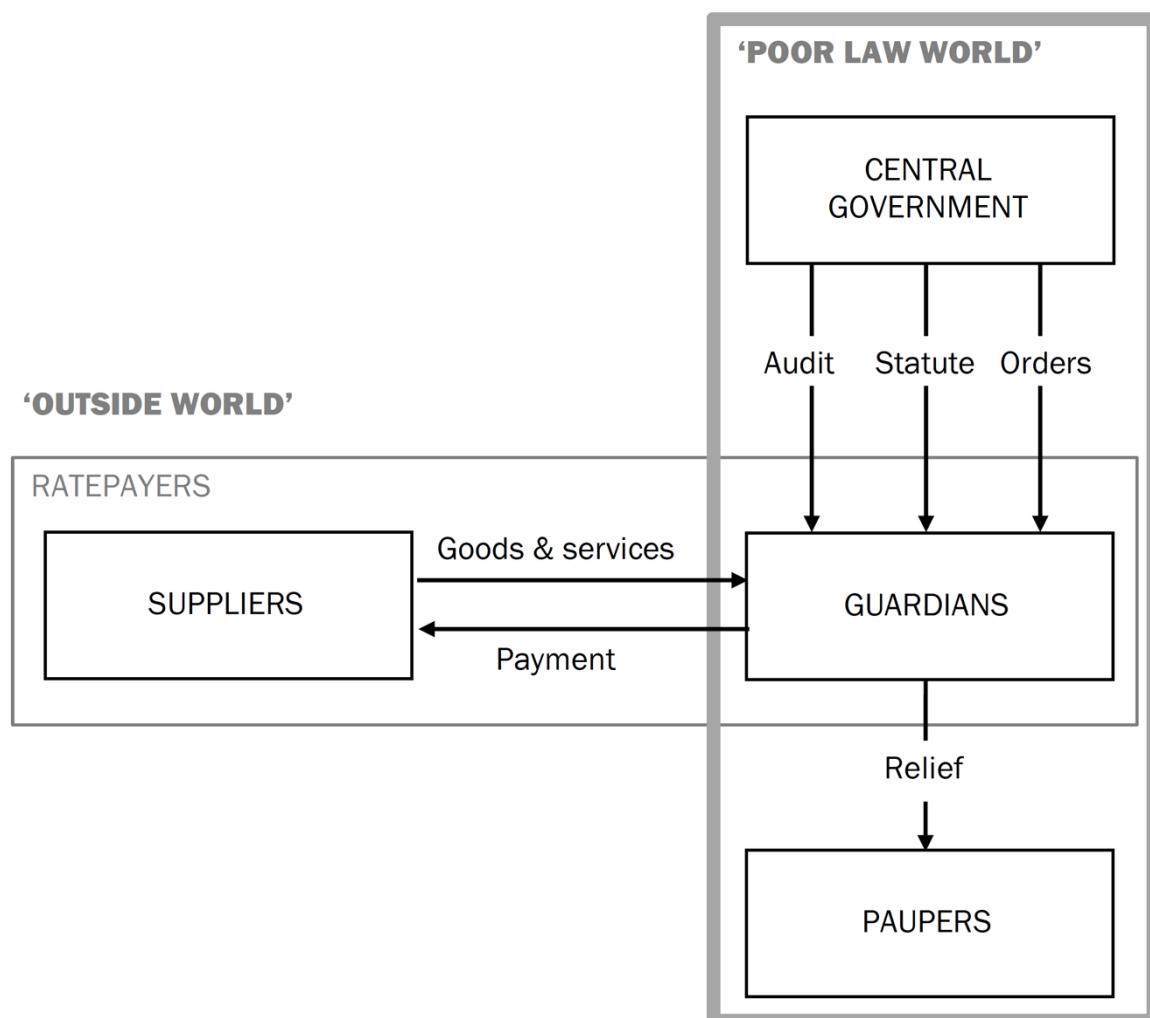 ‘POOR LAW WORLD’
CENTRAL
GOVERNMENT
Audit
Statute
Orders
‘OUTSIDE WORLD’
RATEPAYERS
SUPPLIERS
Goods & services
Payment
GUARDIANS
Relief
PAUPERS